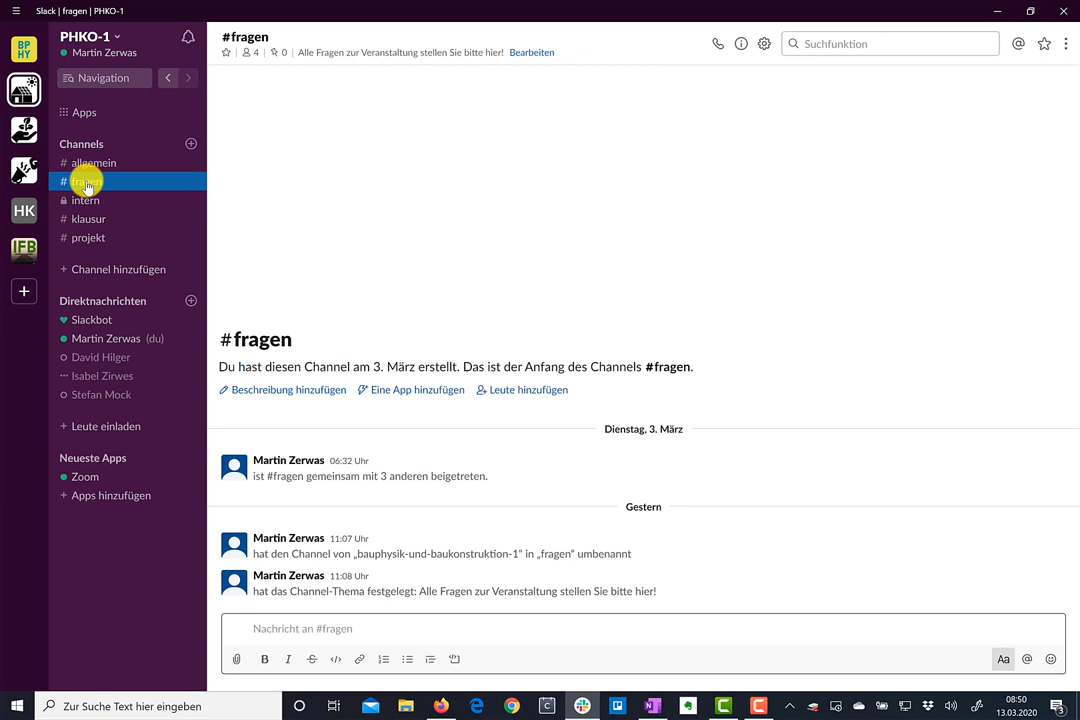 Slack | fragen | PHKO-1
BP
HY
G
HK
IFB
PHKO-1
Martin Zerwas
Navigation
Apps
Channels
# allgemein
# fragen
intern
# klausur
# projekt
+ Channel hinzufügen
Direktnachrichten
Slackbot
Martin Zerwas (du)
David Hilger
Isabel Zirwes
Stefan Mock
+ Leute einladen
Neueste Apps
Zoom
+ Apps hinzufügen
#fragen
4 | 0 | Alle Fragen zur Veranstaltung stellen Sie bitte hier! Bearbeiten
Suchfunktion
#fragen
Du hast diesen Channel am 3. März erstellt. Das ist der Anfang des Channels #fragen.
Beschreibung hinzufügen Eine App hinzufügen Leute hinzufügen
Dienstag, 3. März
Martin Zerwas 06:32 Uhr
ist #fragen gemeinsam mit 3 anderen beigetreten.
Gestern
Martin Zerwas 11:07 Uhr
hat den Channel von „bauphysik-und-baukonstruktion-1“ in „fragen“ umbenannt
Martin Zerwas 11:08 Uhr
hat das Channel-Thema festgelegt: Alle Fragen zur Veranstaltung stellen Sie bitte hier!
Nachricht an #fragen
B I S </> Aa @
Zur Suche Text hier eingeben
08:50
13.03.2020
3